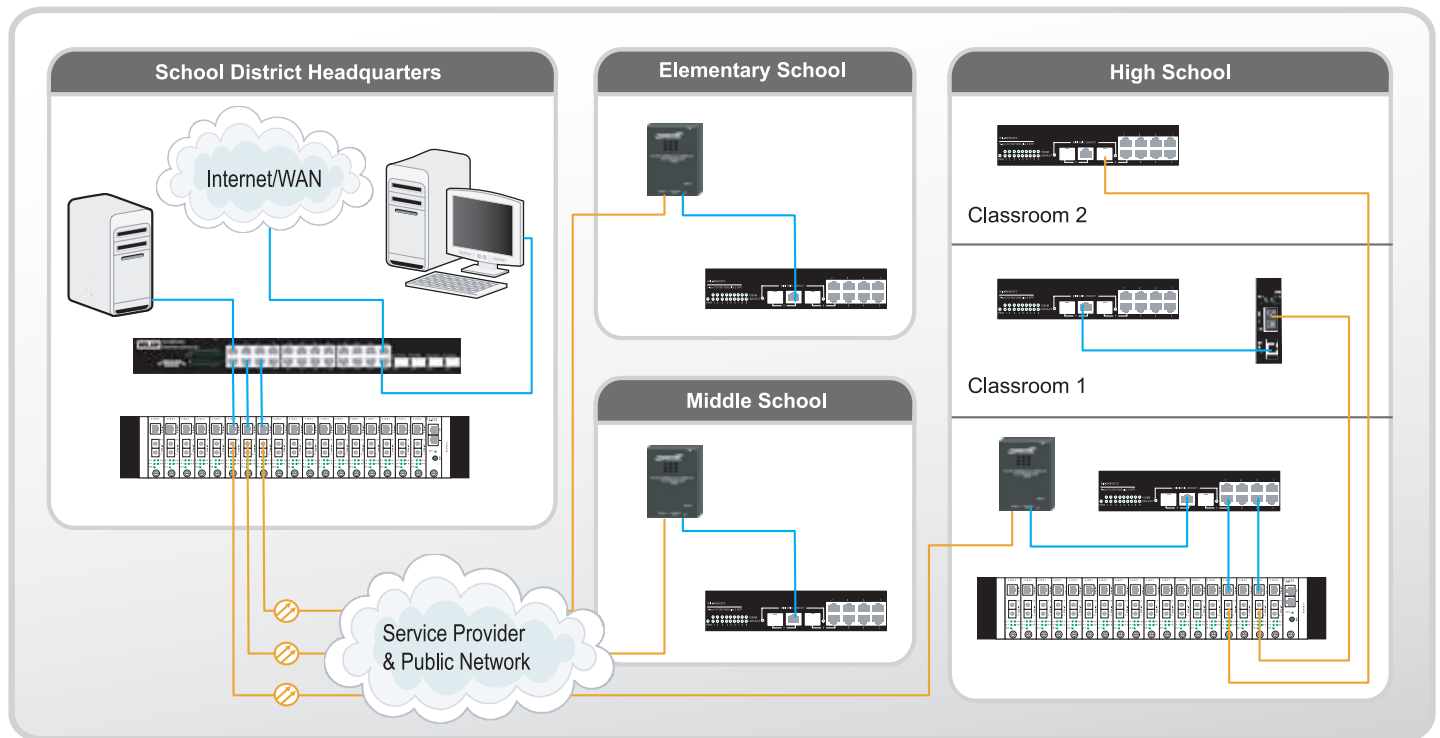 School District Headquarters
Internet/WAN
Service Provider
& Public Network
Elementary School
Middle School
High School
Classroom 2
Classroom 1